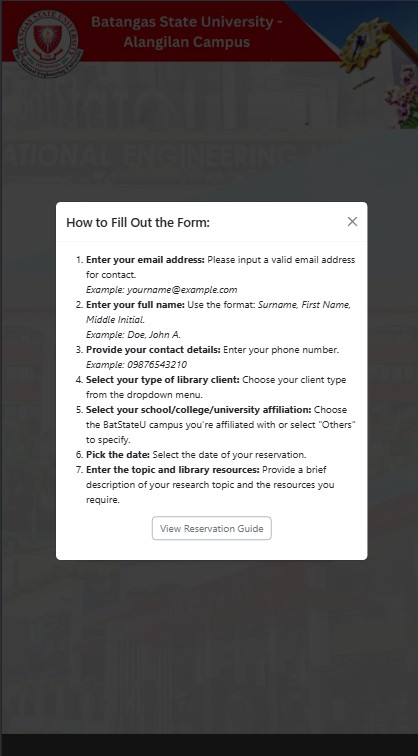 Batangas State University -
Alangilan Campus
How to Fill Out the Form:
1. Enter your email address: Please input a valid email address
for contact.
Example: yourname@example.com
2. Enter your full name: Use the format: Surname, First Name,
Middle Initial.
Example: Doe, John A.
3. Provide your contact details: Enter your phone number.
Example: 09876543210
4. Select your type of library client: Choose your client type
from the dropdown menu.
5. Select your school/college/university affiliation: Choose
the BatStateU campus you're affiliated with or select "Others"
to specify.
6. Pick the date: Select the date of your reservation.
7. Enter the topic and library resources: Provide a brief
description of your research topic and the resources you
require.
View Reservation Guide